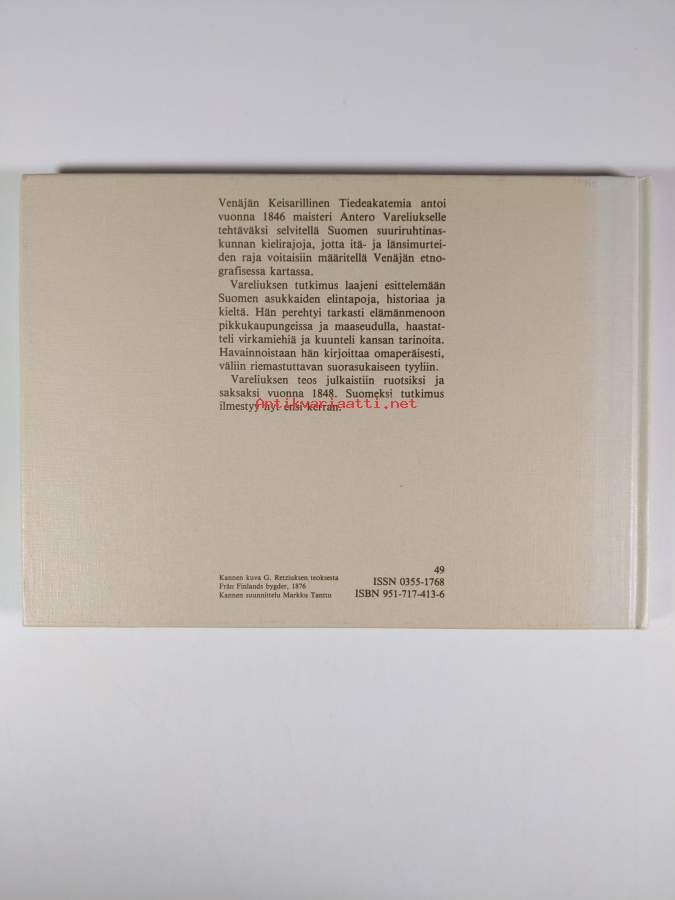 Venäjän Keisarillinen Tiedeakatemia antoi
vuonna 1846 maisteri Antero Vareliukselle
tehtäväksi selvitellä Suomen suuriruhtinas-
kunnan kielirajoja, jotta itä- ja länsimurtei-
den raja voitaisiin määritellä Venäjän etno-
grafisessa kartassa.
Vareliuksen tutkimus laajeni esittelemään
Suomen asukkaiden elintapoja, historiaa ja
kieltä. Hän perehtyi tarkasti elämänmenoon
pikkukaupungeissa ja maaseudulla, haastat-
teli virkamiehiä ja kuunteli kansan tarinoita.
Havainnoistaan hän kirjoittaa omaperäisesti,
väliin riemastuttavan suorasukaiseen tyyliin.
Vareliuksen teos julkaistiin ruotsiksi ja
saksaksi vuonna 1848. Suomeksi tutkimus
Antikvariaatti.net
ilmestyy nyt ensi kerran.
49
ISSN 0355-1768
ISBN 951-717-413-6
Kannen kuva G. Retziuksen teoksesta
Från Finlands bygder, 1876
Kannen suunnittelu Markku Tanttu